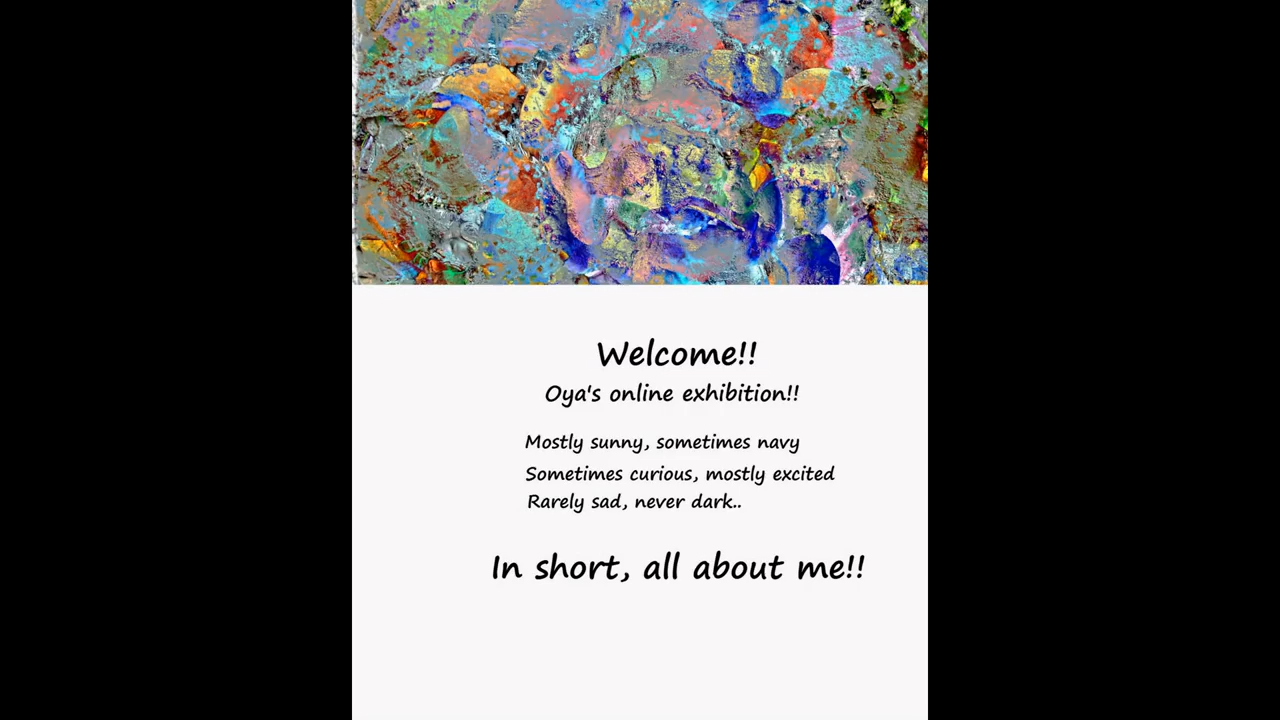 Welcome!!
Oya's online exhibition!!
Mostly sunny, sometimes navy
Sometimes curious, mostly excited
Rarely sad, never dark..
In short, all about me!!